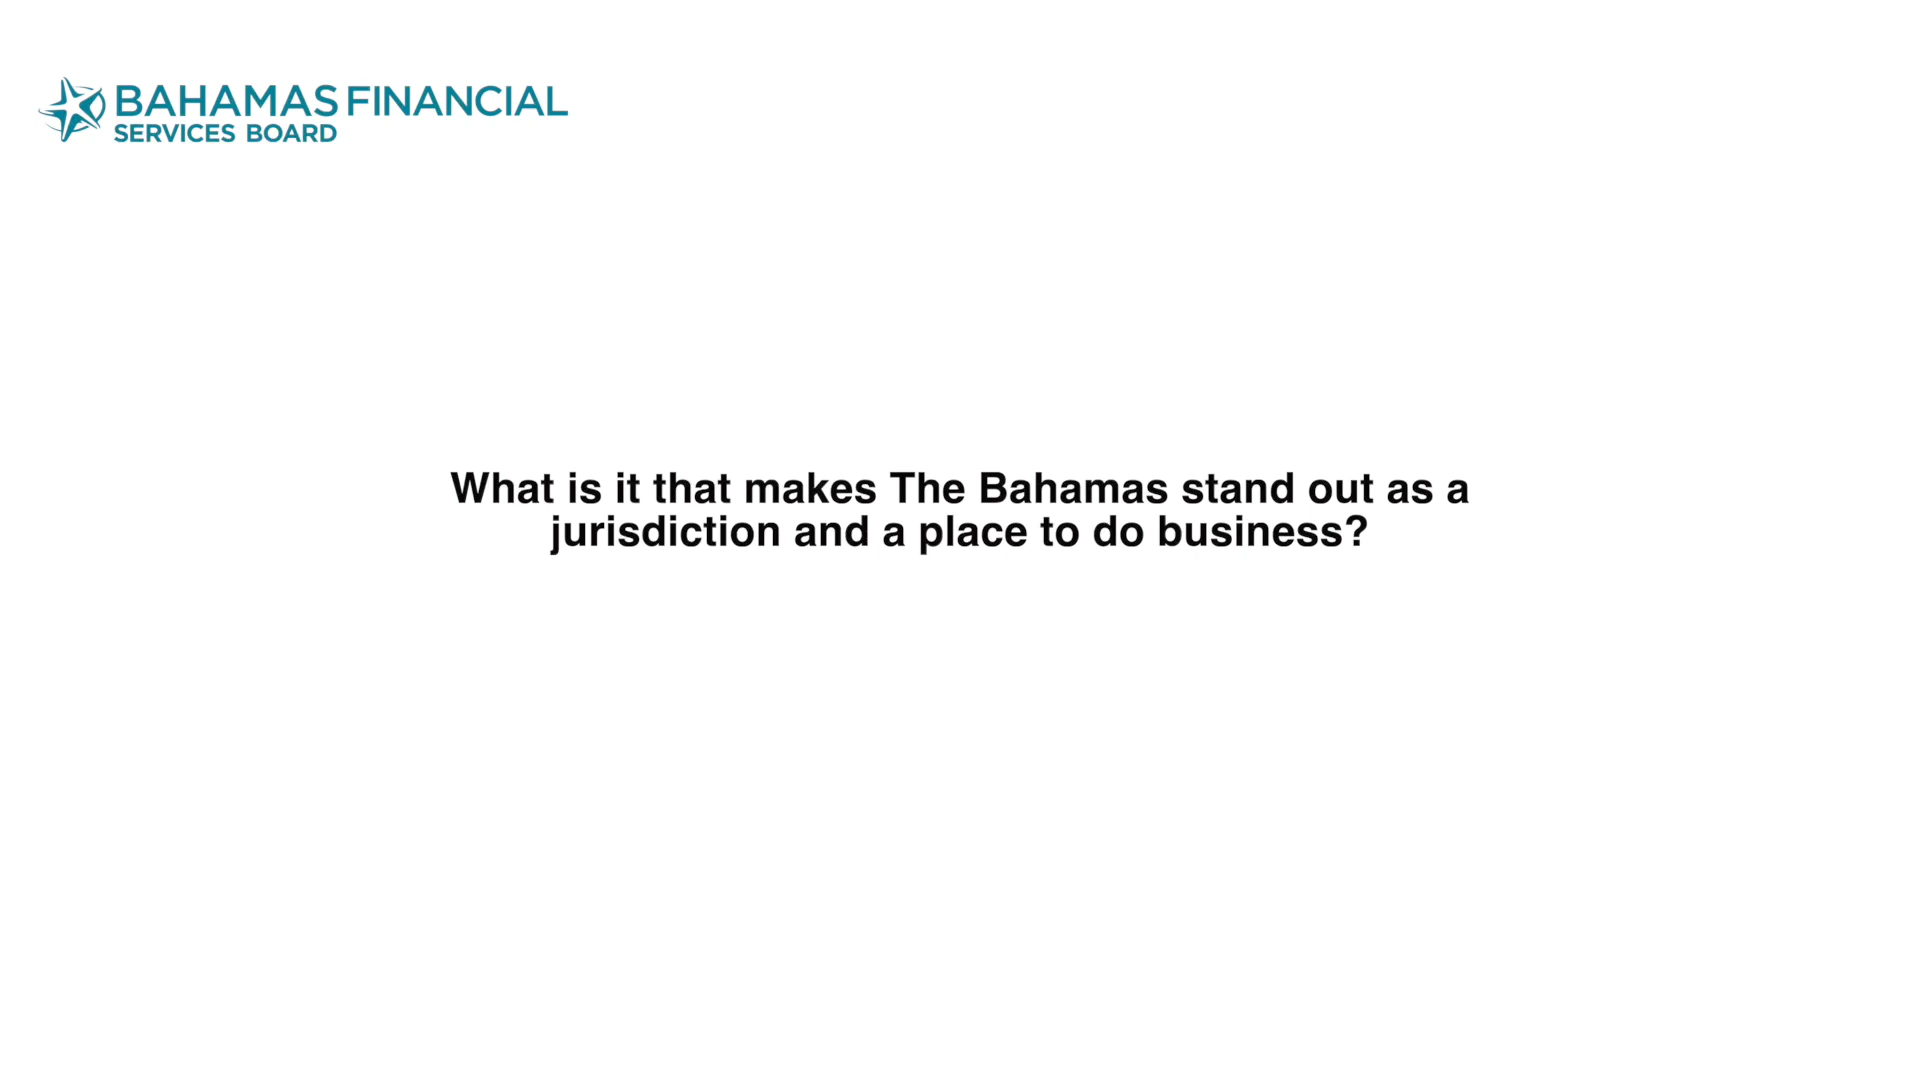 BAHAMAS FINANCIAL
SERVICES BOARD
What is it that makes The Bahamas stand out as a
jurisdiction and a place to do business?